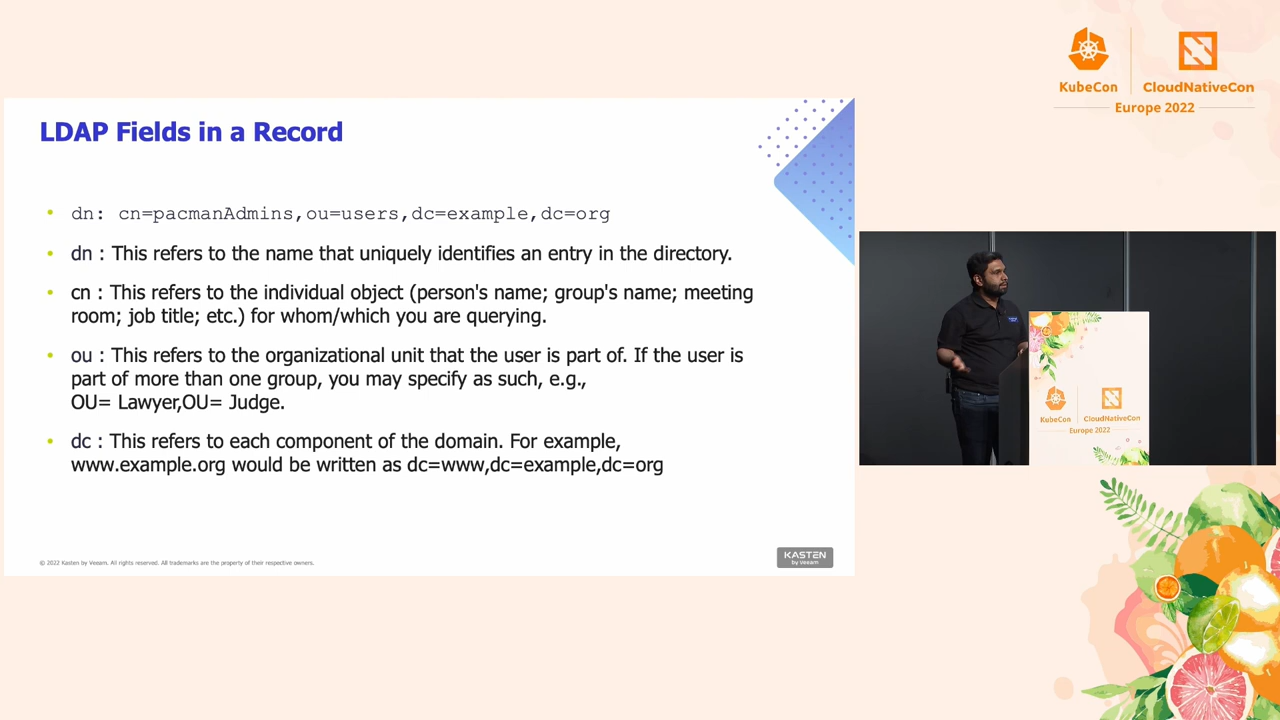 KubeCon
CloudNativeCon
Europe 2022
LDAP Fields in a Record
• dn: cn=pacmanAdmins,ou=users,dc=example,dc=org
• dn : This refers to the name that uniquely identifies an entry in the directory.
• cn : This refers to the individual object (person's name; group's name; meeting
room; job title; etc.) for whom/which you are querying.
• ou : This refers to the organizational unit that the user is part of. If the user is
part of more than one group, you may specify as such, e.g.,
OU= Lawyer,OU= Judge.
• dc : This refers to each component of the domain. For example,
www.example.org would be written as dc=www,dc=example,dc=org
© 2022 Kasten by Veeam. All rights reserved. All trademarks are the property of their respective owners.
KASTEN
by Veeam
KubeCon
CloudNativeCon
Europe 2022